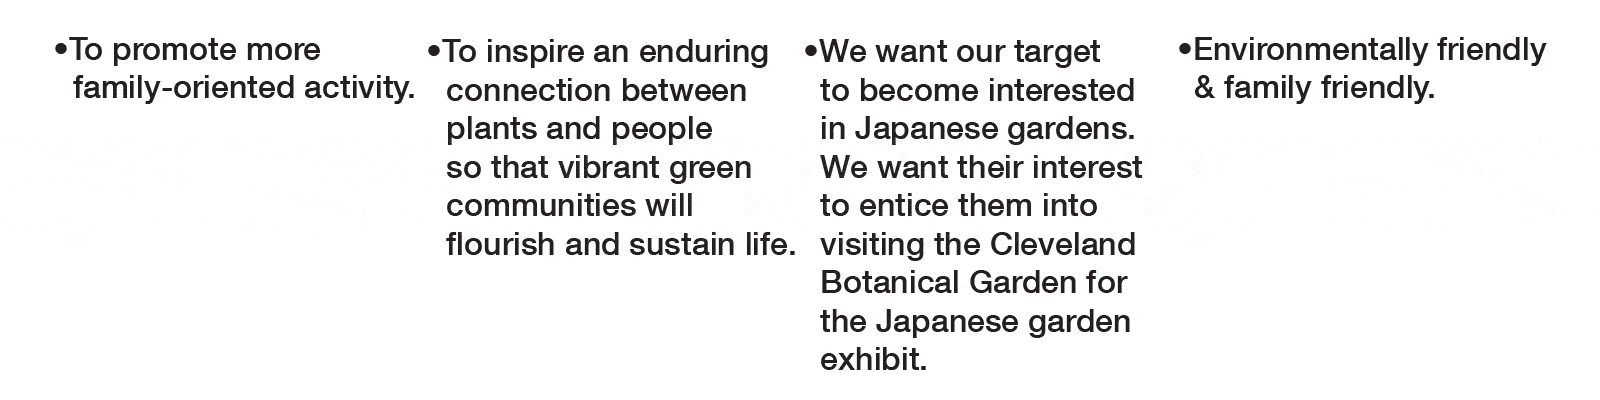 •To promote more
family-oriented activity.
•To inspire an enduring
connection between
plants and people
so that vibrant green
communities will
flourish and sustain life.
•We want our target
to become interested
in Japanese gardens.
We want their interest
to entice them into
visiting the Cleveland
Botanical Garden for
the Japanese garden
exhibit.
•Environmentally friendly
& family friendly.